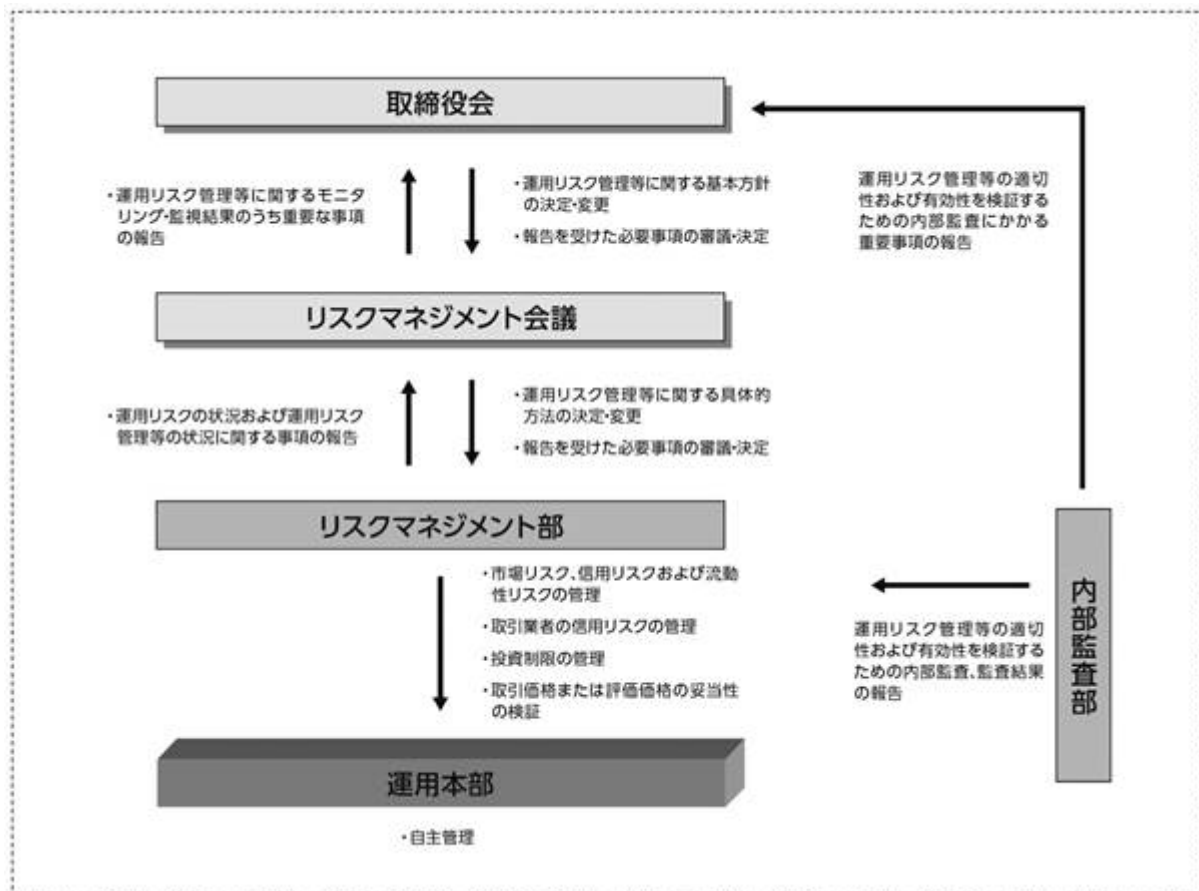 取締役会
・運用リスク管理等に関するモニタ
リング・監視結果のうち重要な事項
の報告
・運用リスク管理等に関する基本方針
の決定・変更
・報告を受けた必要事項の審議・決定
運用リスク管理等の適切
性および有効性を検証する
ための内部監査にかかる
重要事項の報告
リスクマネジメント会議
・運用リスクの状況および運用リスク
管理等の状況に関する事項の報告
・運用リスク管理等に関する具体的
方法の決定・変更
・報告を受けた必要事項の審議・決定
リスクマネジメント部
・市場リスク、信用リスクおよび流動
性リスクの管理
・取引業者の信用リスクの管理
・投資制限の管理
・取引価格または評価価格の妥当性
の検証
運用リスク管理等の適切
性および有効性を検証する
ための内部監査、監査結果
の報告
内部監査部
運用本部
・自主管理